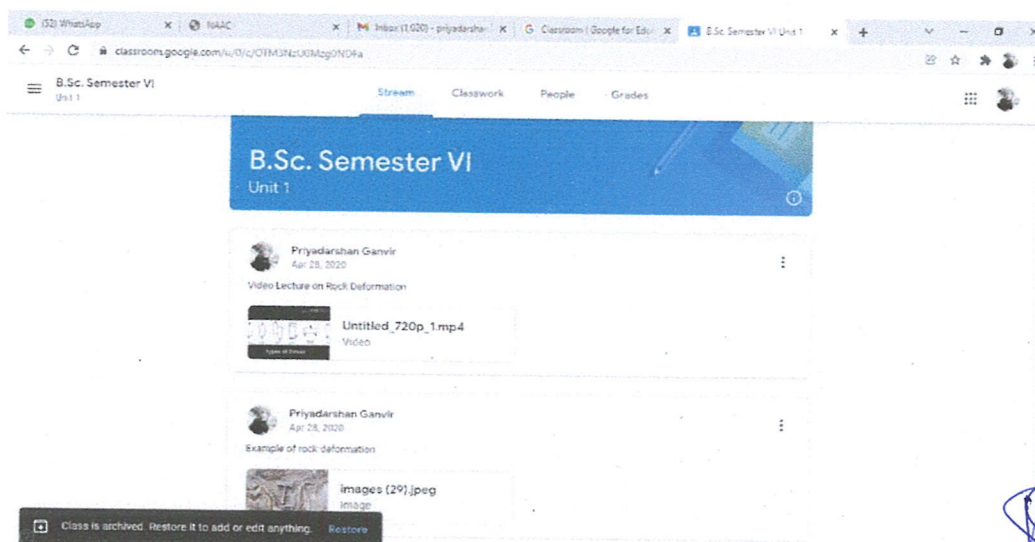 (52) WhatsApp
NAAC
Inbox (1,020) - priyadarshan
Classroom | Google for Edu
B.Sc. Semester VI Unit 1
B.Sc. Semester VI
Unit 1
Stream Classwork People Grades
B.Sc. Semester VI
Unit 1
Priyadarshan Ganvir
Apr 28, 2020
Video Lecture on Rock Deformation
Untitled_720p_1.mp4
Video
Priyadarshan Ganvir
Apr 28, 2020
Example of rock deformation
images (29).jpeg
Image
Class is archived. Restore it to add or edit anything. Restore